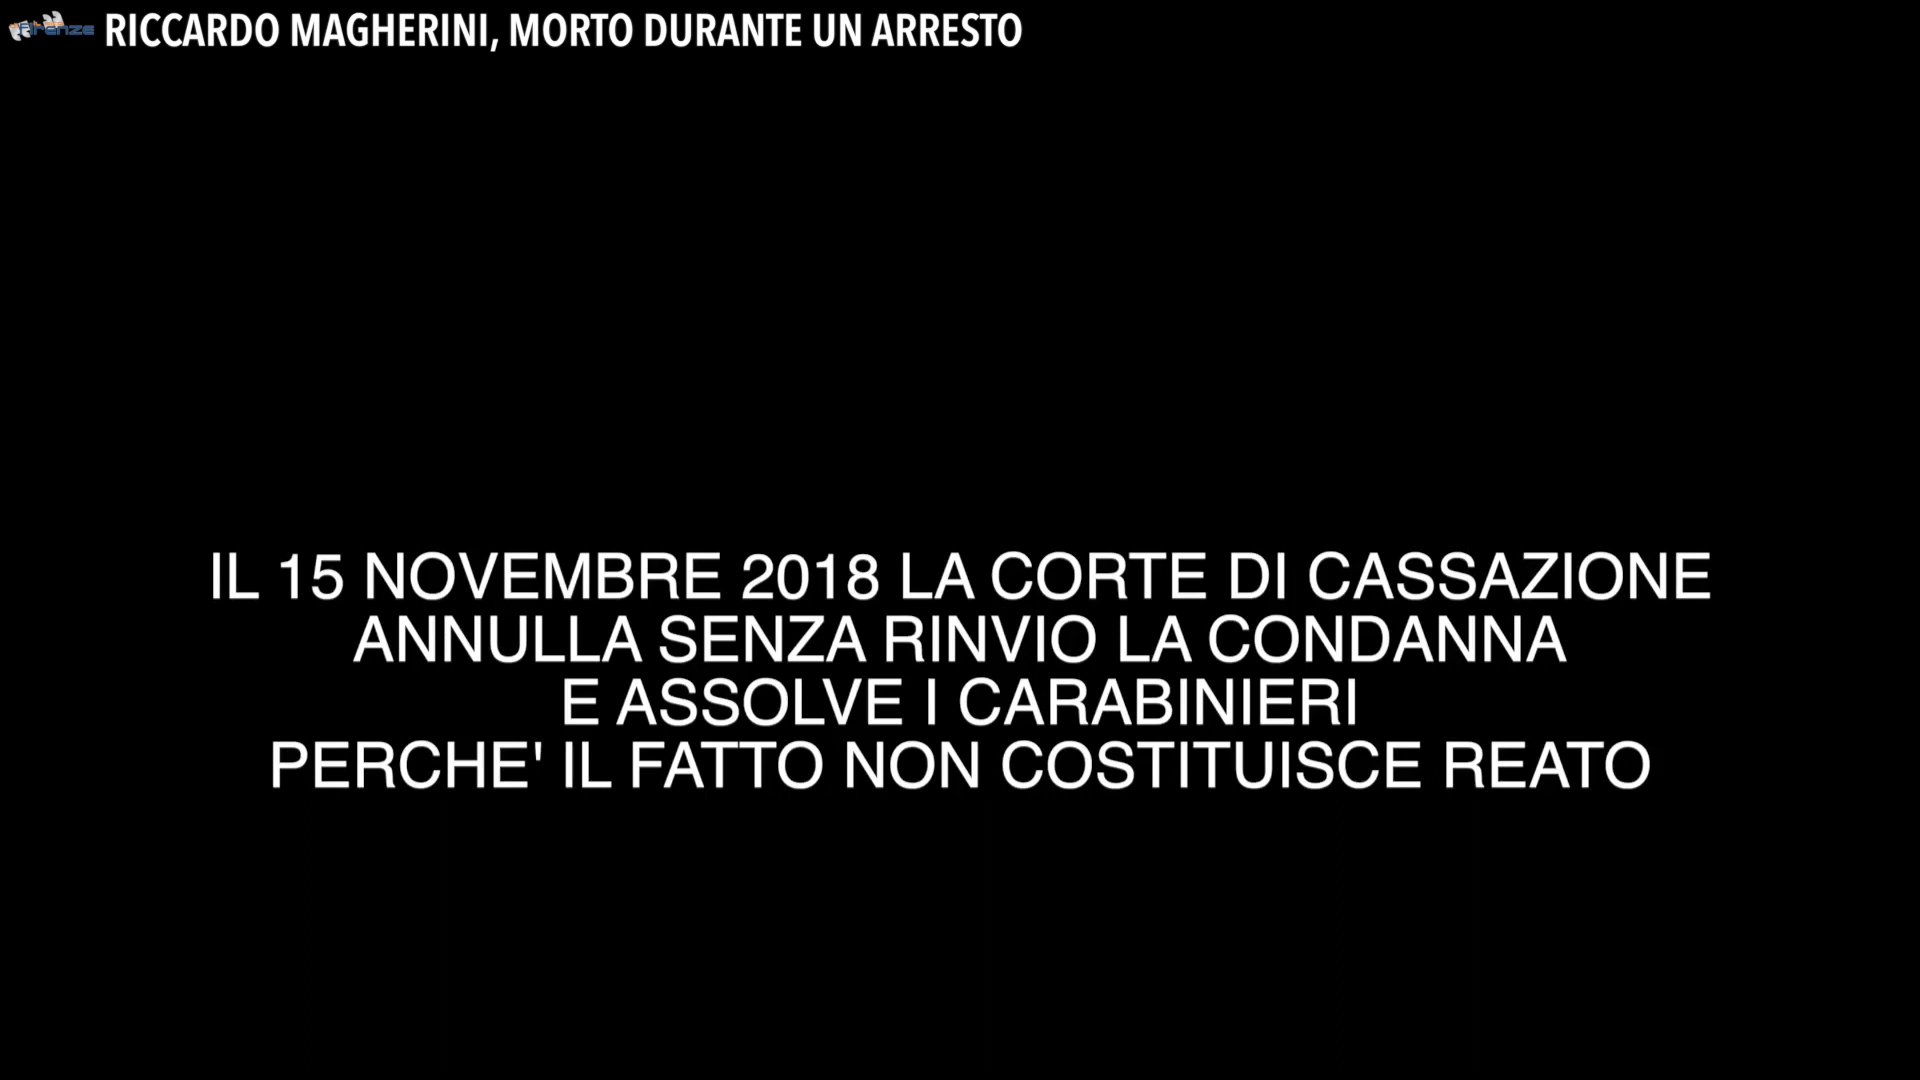 RICCARDO MAGHERINI, MORTO DURANTE UN ARRESTO
IL 15 NOVEMBRE 2018 LA CORTE DI CASSAZIONE
ANNULLA SENZA RINVIO LA CONDANNA
E ASSOLVE I CARABINIERI
PERCHE' IL FATTO NON COSTITUISCE REATO